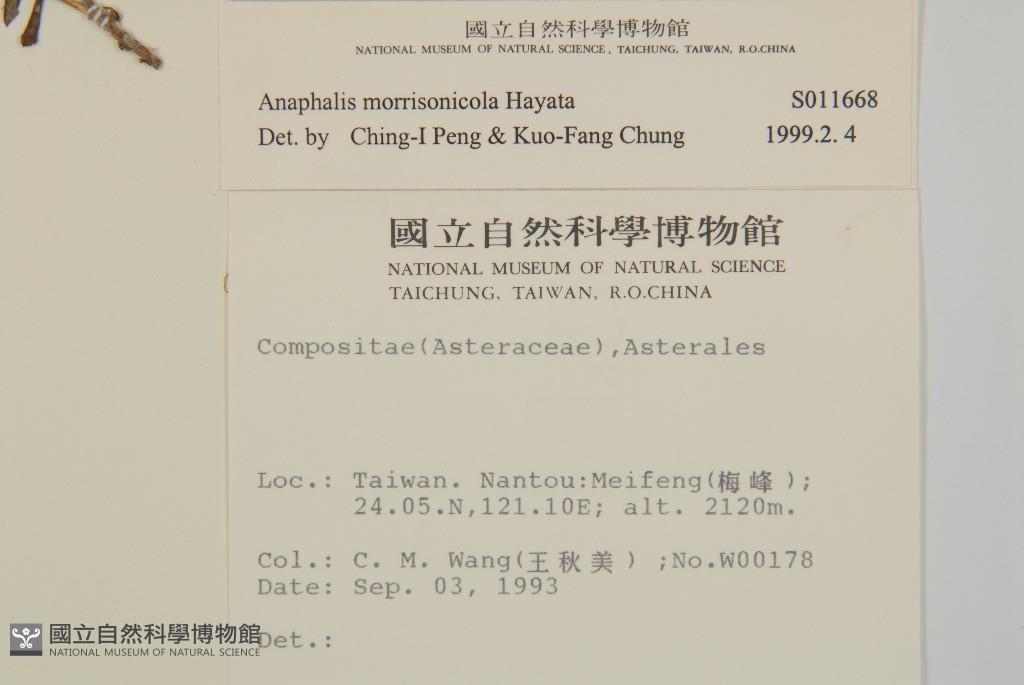 國立自然科學博物館
NATIONAL MUSEUM OF NATURAL SCIENCE, TAICHUNG, TAIWAN, R.O.CHINA
Anaphalis morrisonicola Hayata S011668
Det. by Ching-I Peng & Kuo-Fang Chung 1999.2. 4
國立自然科學博物館
NATIONAL MUSEUM OF NATURAL SCIENCE
TAICHUNG, TAIWAN, R.O.CHINA
Compositae(Asteraceae),Asterales
Loc.: Taiwan. Nantou:Meifeng(梅峰);
24.05.N,121.10E; alt. 2120m.
Col.: C. M. Wang(王秋美) ;No.W00178
Date: Sep. 03, 1993
Det.:
國立自然科學博物館
NATIONAL MUSEUM OF NATURAL SCIENCE